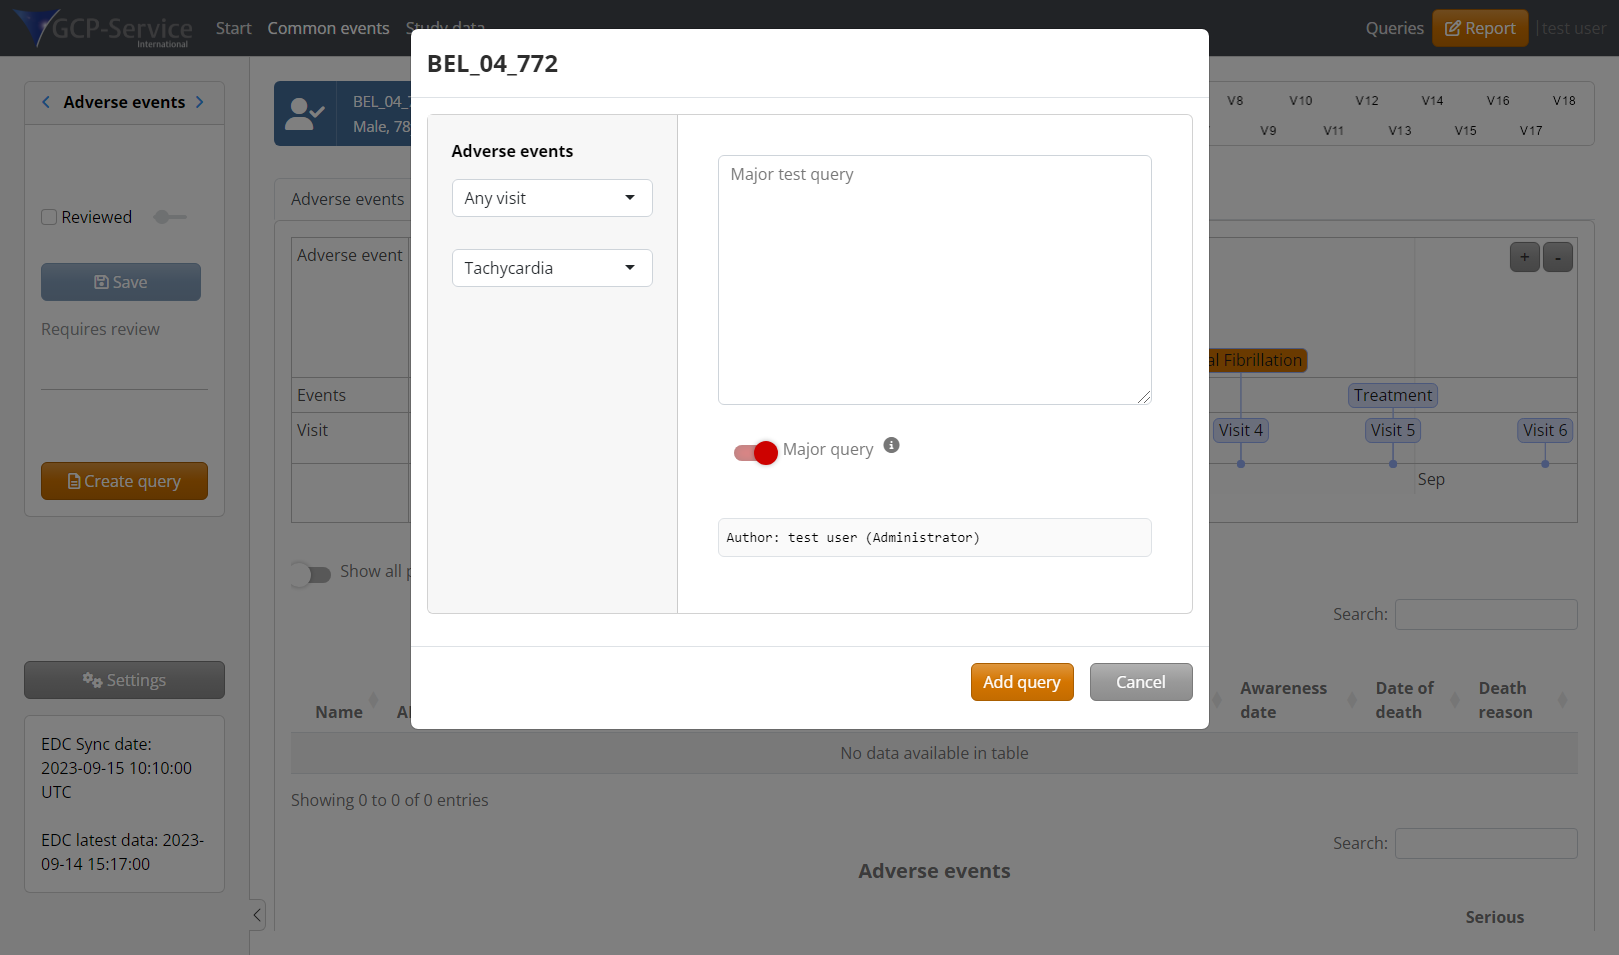 GCP-Service
International
Start
Common events
Study data
Queries
Report
test user
Adverse events
Reviewed
Save
Requires review
Create query
Settings
EDC Sync date:
2023-09-15 10:10:00
UTC
EDC latest data: 2023-
09-14 15:17:00
BEL_04_7
Male, 78
V8
V10
V12
V14
V16
V18
V9
V11
V13
V15
V17
Adverse events
Adverse event
+
-
al Fibrillation
Events
Treatment
Visit
Visit 4
Visit 5
Visit 6
Sep
Show all
Search:
Name
Awareness
date
Date of
death
Death
reason
No data available in table
Showing 0 to 0 of 0 entries
Search:
Adverse events
Serious
BEL_04_772
Adverse events
Any visit
Tachycardia
Major test query
Major query
Author: test user (Administrator)
Add query
Cancel